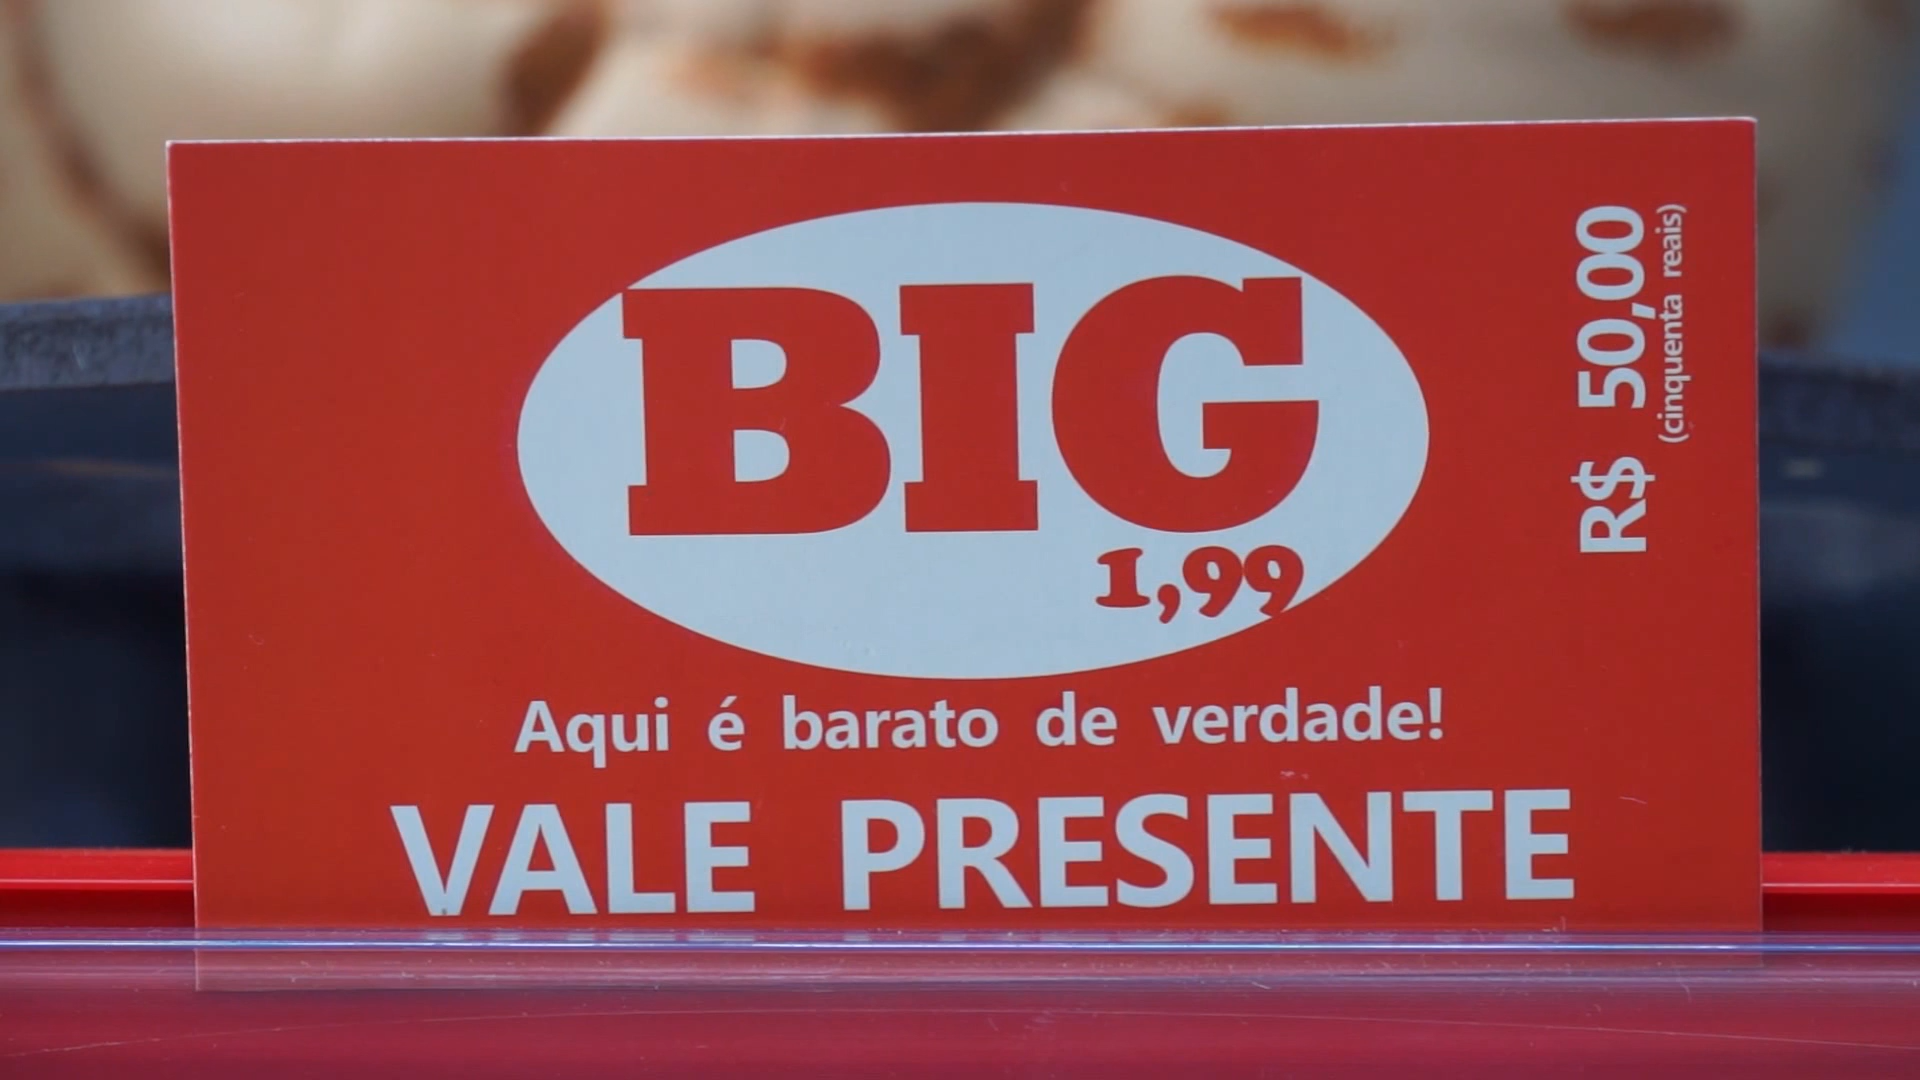 BIG
1,99
Aqui é barato de verdade!
VALE PRESENTE
R$ 50,00
(cinquenta reais)